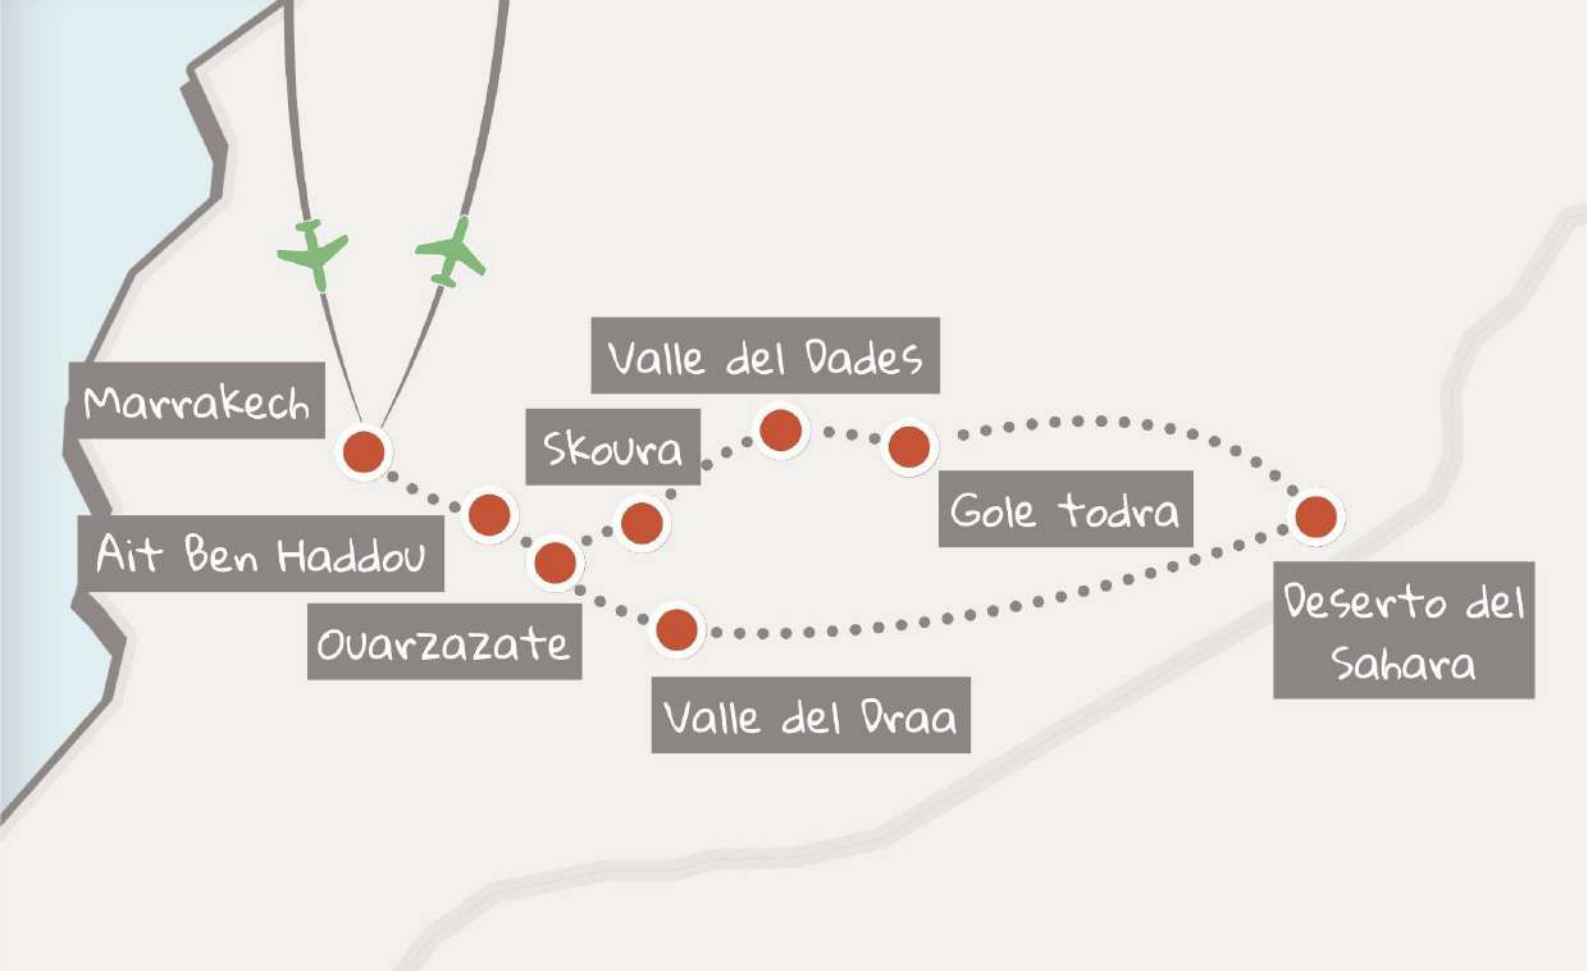 Valle del Dades
Marrakech
Skoura
Gole todra
Ait Ben Haddou
Ouarzazate
Deserto del
Sahara
Valle del Draa